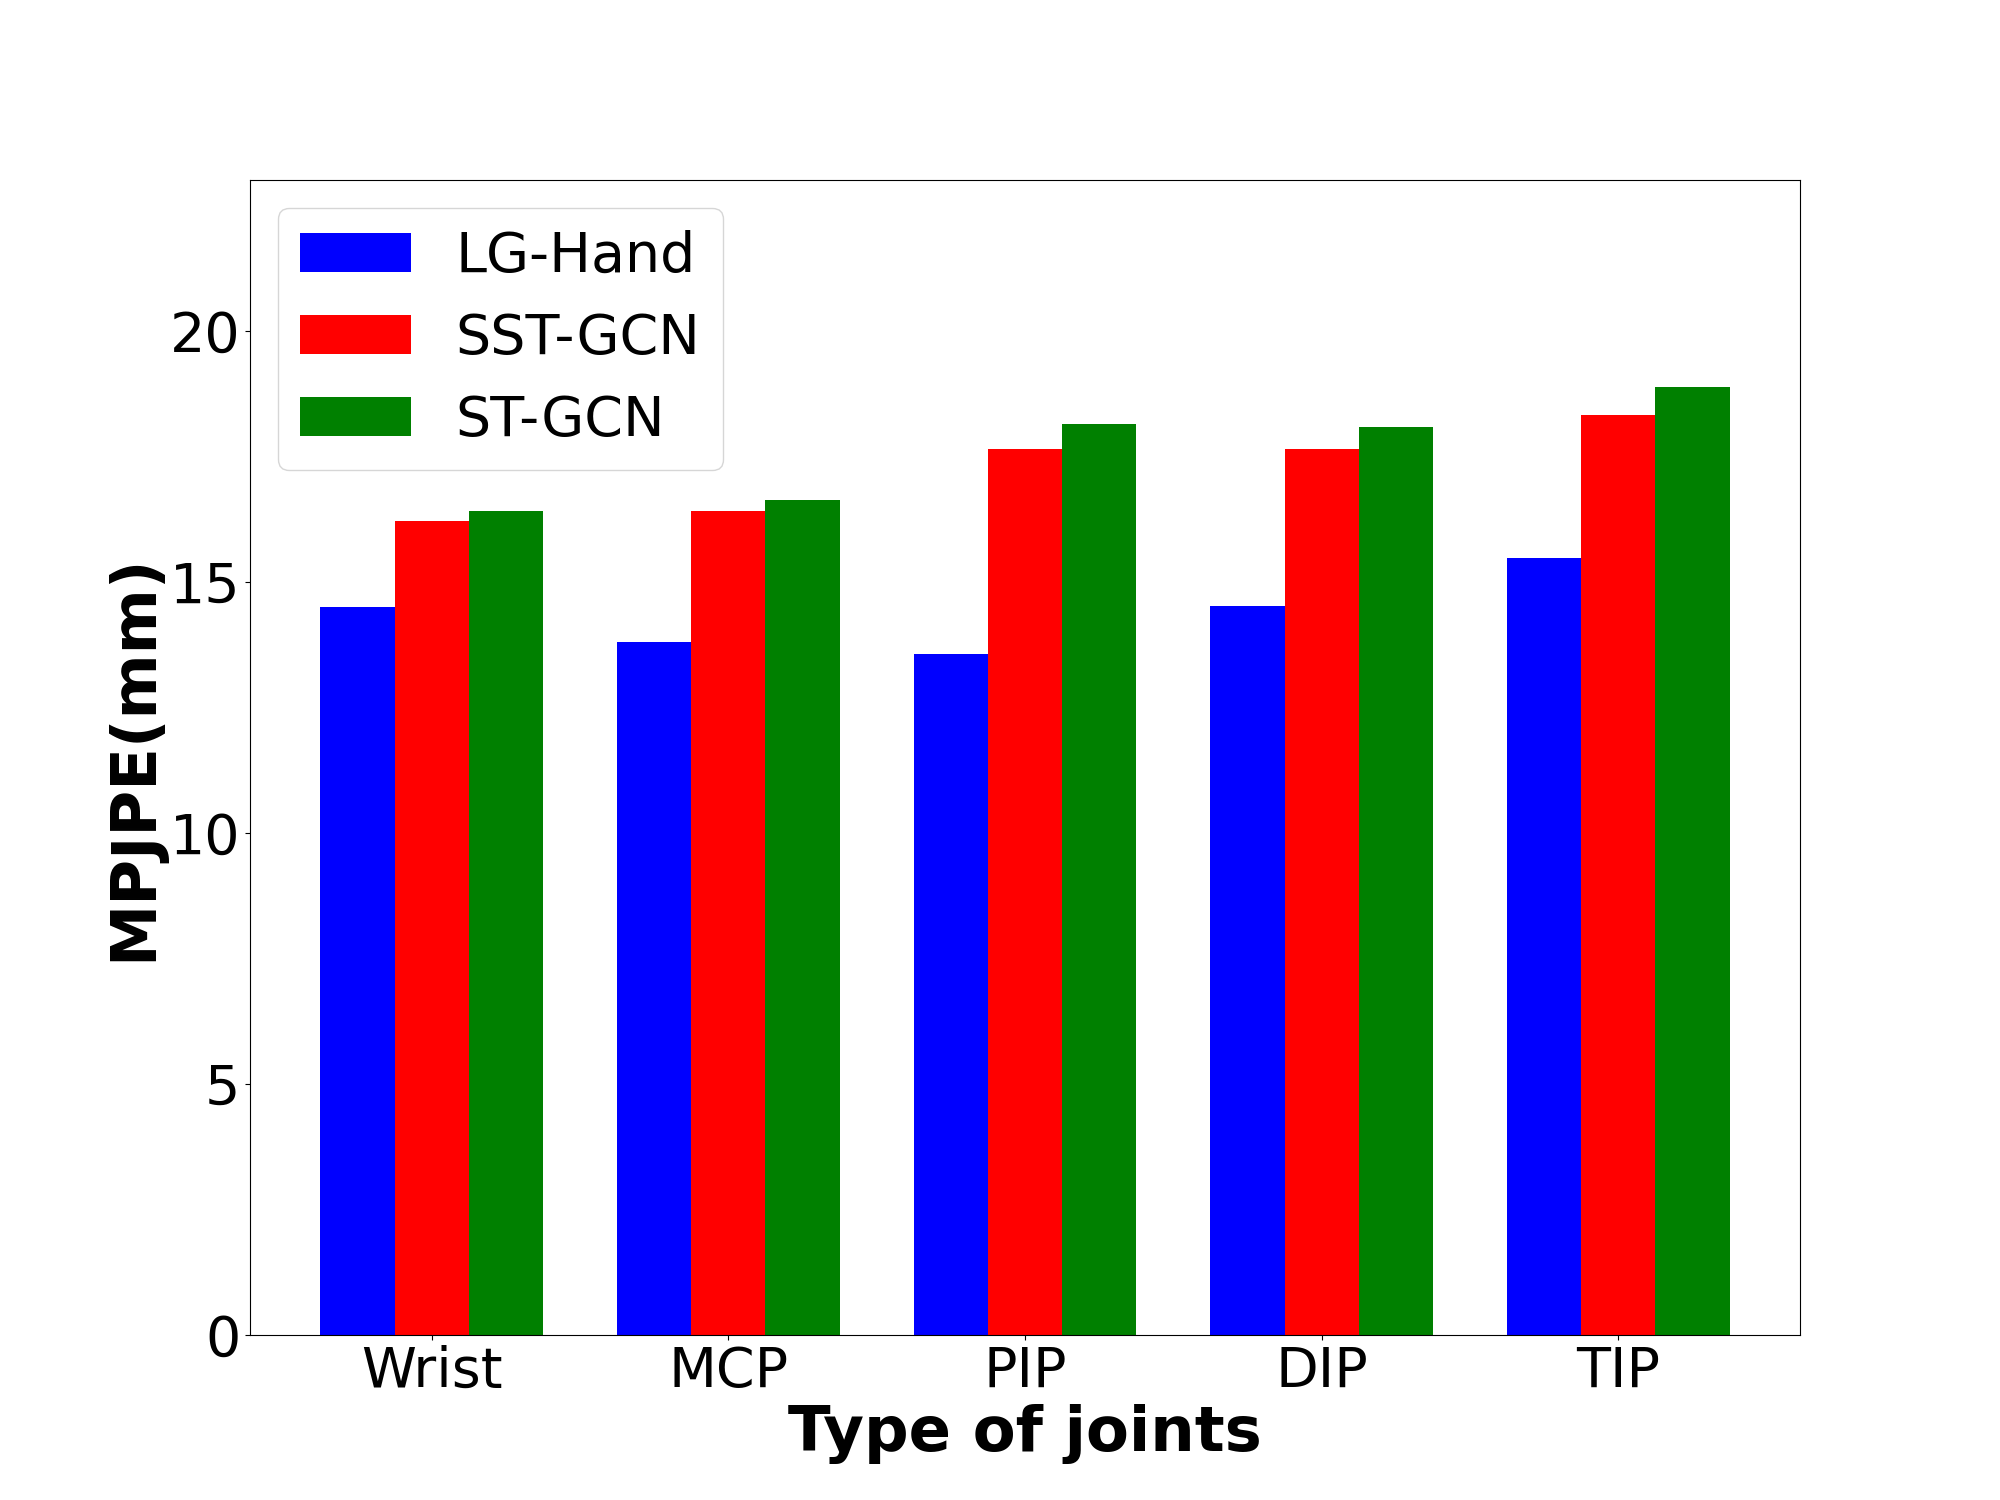 LG-Hand
SST-GCN
ST-GCN
20
15
10
5
0
MPJPE(mm)
Wrist MCP PIP DIP TIP
Type of joints